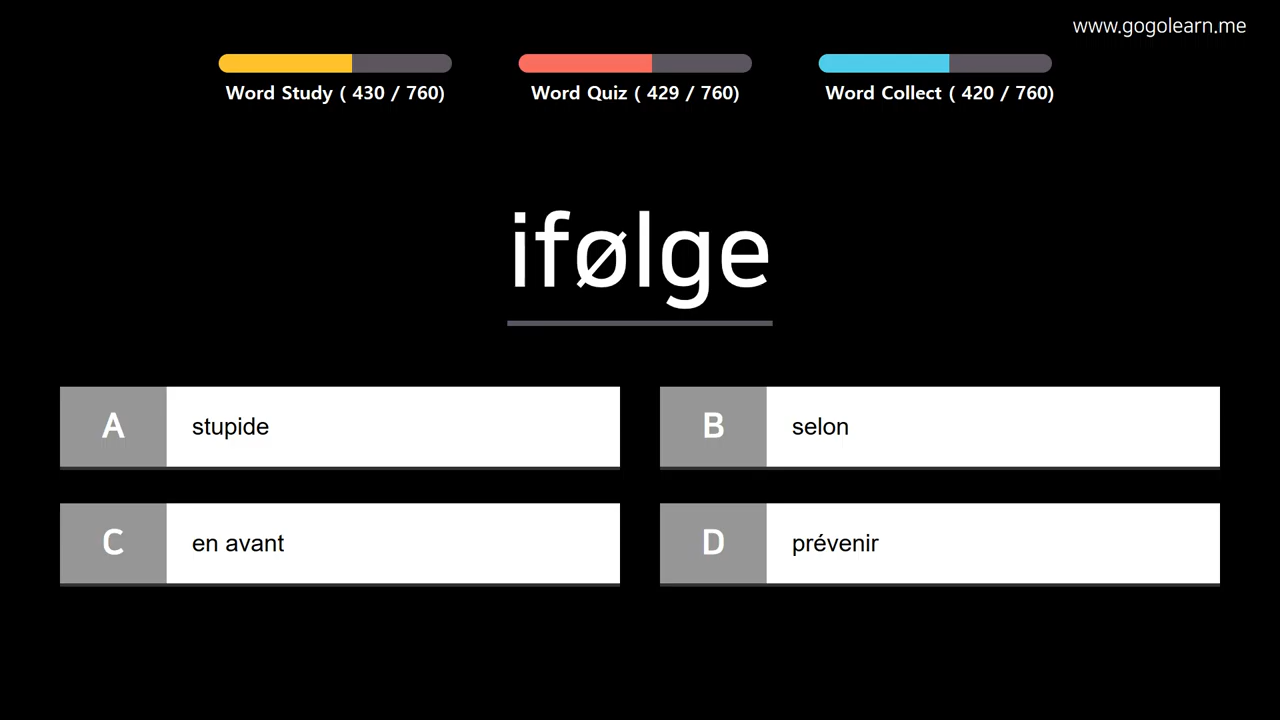 www.gogolearn.me
Word Study ( 430 / 760)
Word Quiz ( 429 / 760)
Word Collect ( 420 / 760)
ifølge
A stupide
B selon
C en avant
D prévenir